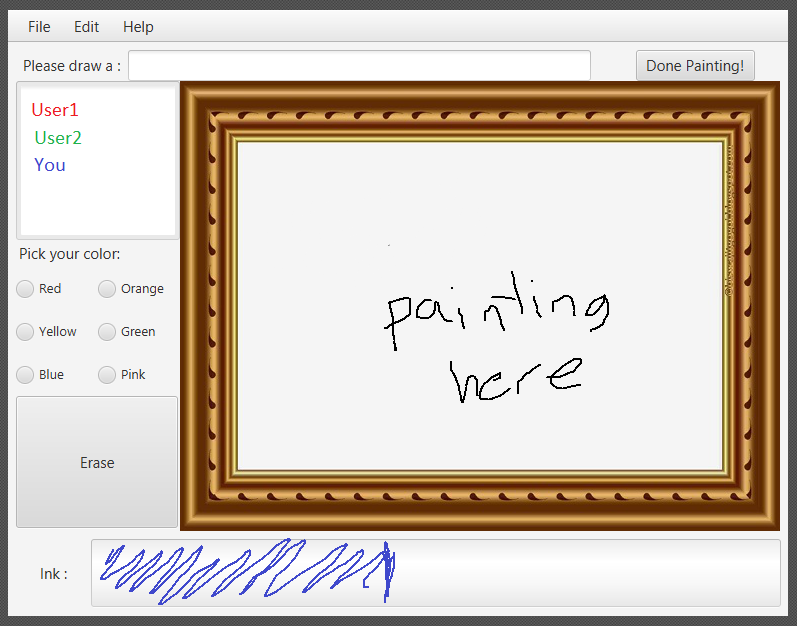 File Edit Help
Please draw a :
Done Painting!
User1
User2
You
Pick your color:
Red Orange
Yellow Green
Blue Pink
Erase
painting
here
Ink :